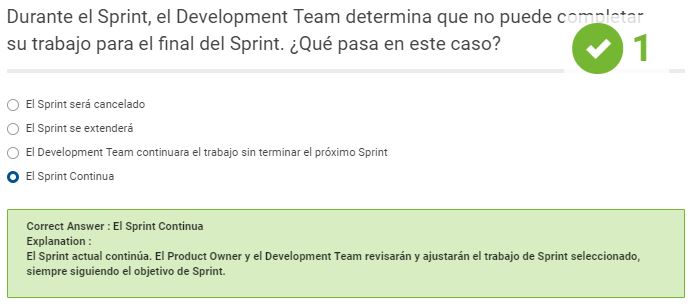 Durante el Sprint, el Development Team determina que no puede completar
su trabajo para el final del Sprint. ¿Qué pasa en este caso?
1
El Sprint será cancelado
El Sprint se extenderá
El Development Team continuara el trabajo sin terminar el próximo Sprint
El Sprint Continua
Correct Answer : El Sprint Continua
Explanation :
El Sprint actual continúa. El Product Owner y el Development Team revisarán y ajustarán el trabajo de Sprint seleccionado,
siempre siguiendo el objetivo de Sprint.